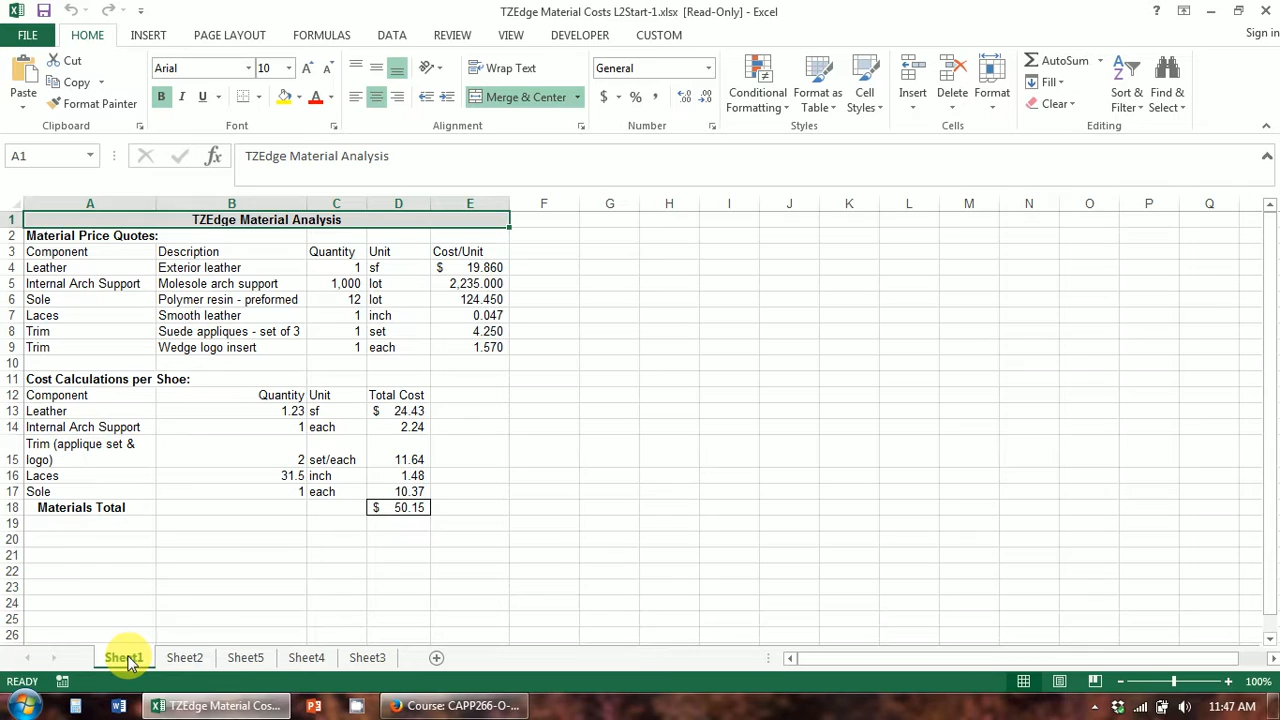 TZEdge Material Costs L2Start-1.xlsx [Read-Only] - Excel
FILE HOME INSERT PAGE LAYOUT FORMULAS DATA REVIEW VIEW DEVELOPER CUSTOM Sign in
Paste Cut Copy Format Painter
Arial 10 B I U A
Wrap Text Merge & Center
General $ % ,
Conditional Formatting Format as Table Cell Styles
Insert Delete Format
AutoSum Fill Clear Sort & Filter Find & Select
Clipboard Font Alignment Number Styles Cells Editing
A1 fx TZEdge Material Analysis
A B C D E F G H I J K L M N O P Q
1 TZEdge Material Analysis
2 Material Price Quotes:
3 Component Description Quantity Unit Cost/Unit
4 Leather Exterior leather 1 sf $ 19.860
5 Internal Arch Support Molesole arch support 1,000 lot 2,235.000
6 Sole Polymer resin - preformed 12 lot 124.450
7 Laces Smooth leather 1 inch 0.047
8 Trim Suede appliques - set of 3 1 set 4.250
9 Trim Wedge logo insert 1 each 1.570
10
11 Cost Calculations per Shoe:
12 Component Quantity Unit Total Cost
13 Leather 1.23 sf $ 24.43
14 Internal Arch Support 1 each 2.24
Trim (applique set &
15 logo) 2 set/each 11.64
16 Laces 31.5 inch 1.48
17 Sole 1 each 10.37
18 Materials Total $ 50.15
19
20
21
22
23
24
25
26
Sheet1 Sheet2 Sheet5 Sheet4 Sheet3
READY 100%
TZEdge Material Cos... Course: CAPP266-O-... 11:47 AM